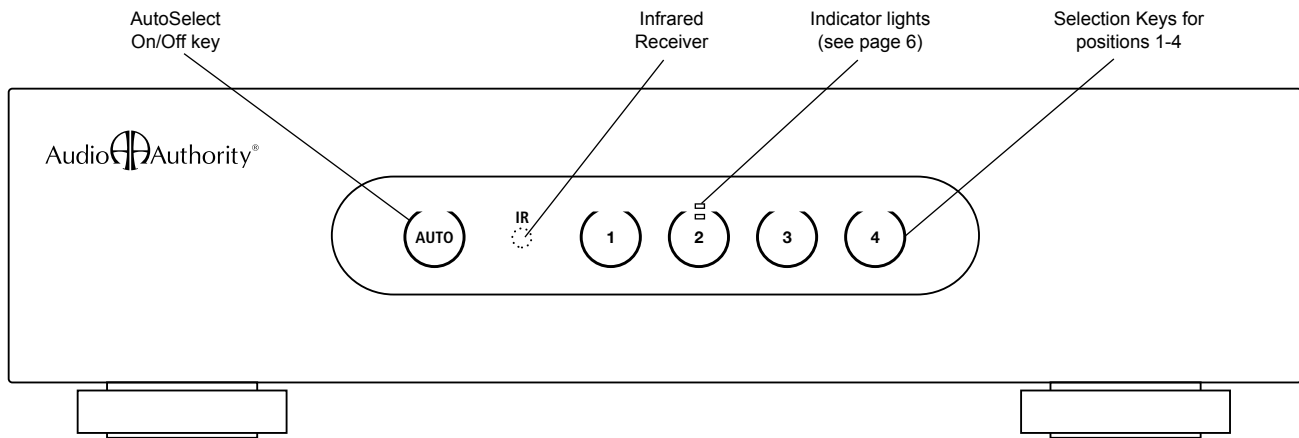 AutoSelect
On/Off key
Infrared
Receiver
Indicator lights
(see page 6)
Selection Keys for
positions 1-4
Audio Authority®
IR
AUTO
1
2
3
4